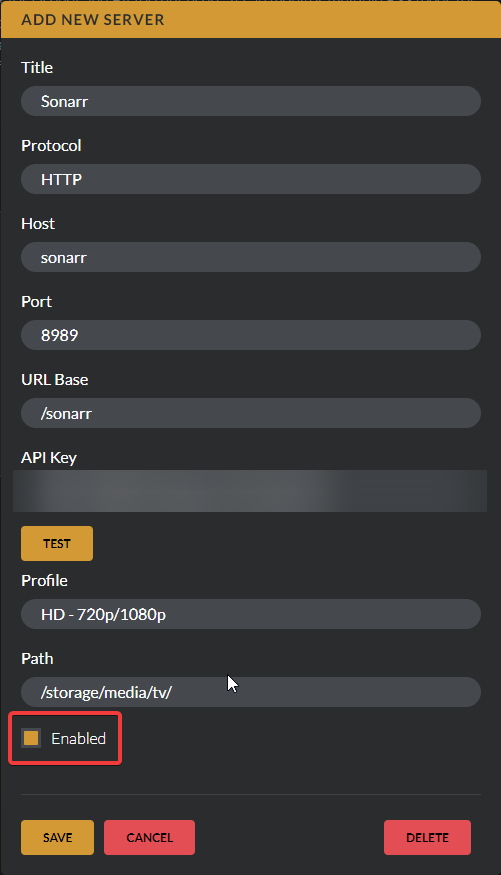 ADD NEW SERVER
Title
Sonarr
Protocol
HTTP
Host
sonarr
Port
8989
URL Base
/sonarr
API Key
TEST
Profile
HD - 720p/1080p
Path
/storage/media/tv/
Enabled
SAVE
CANCEL
DELETE